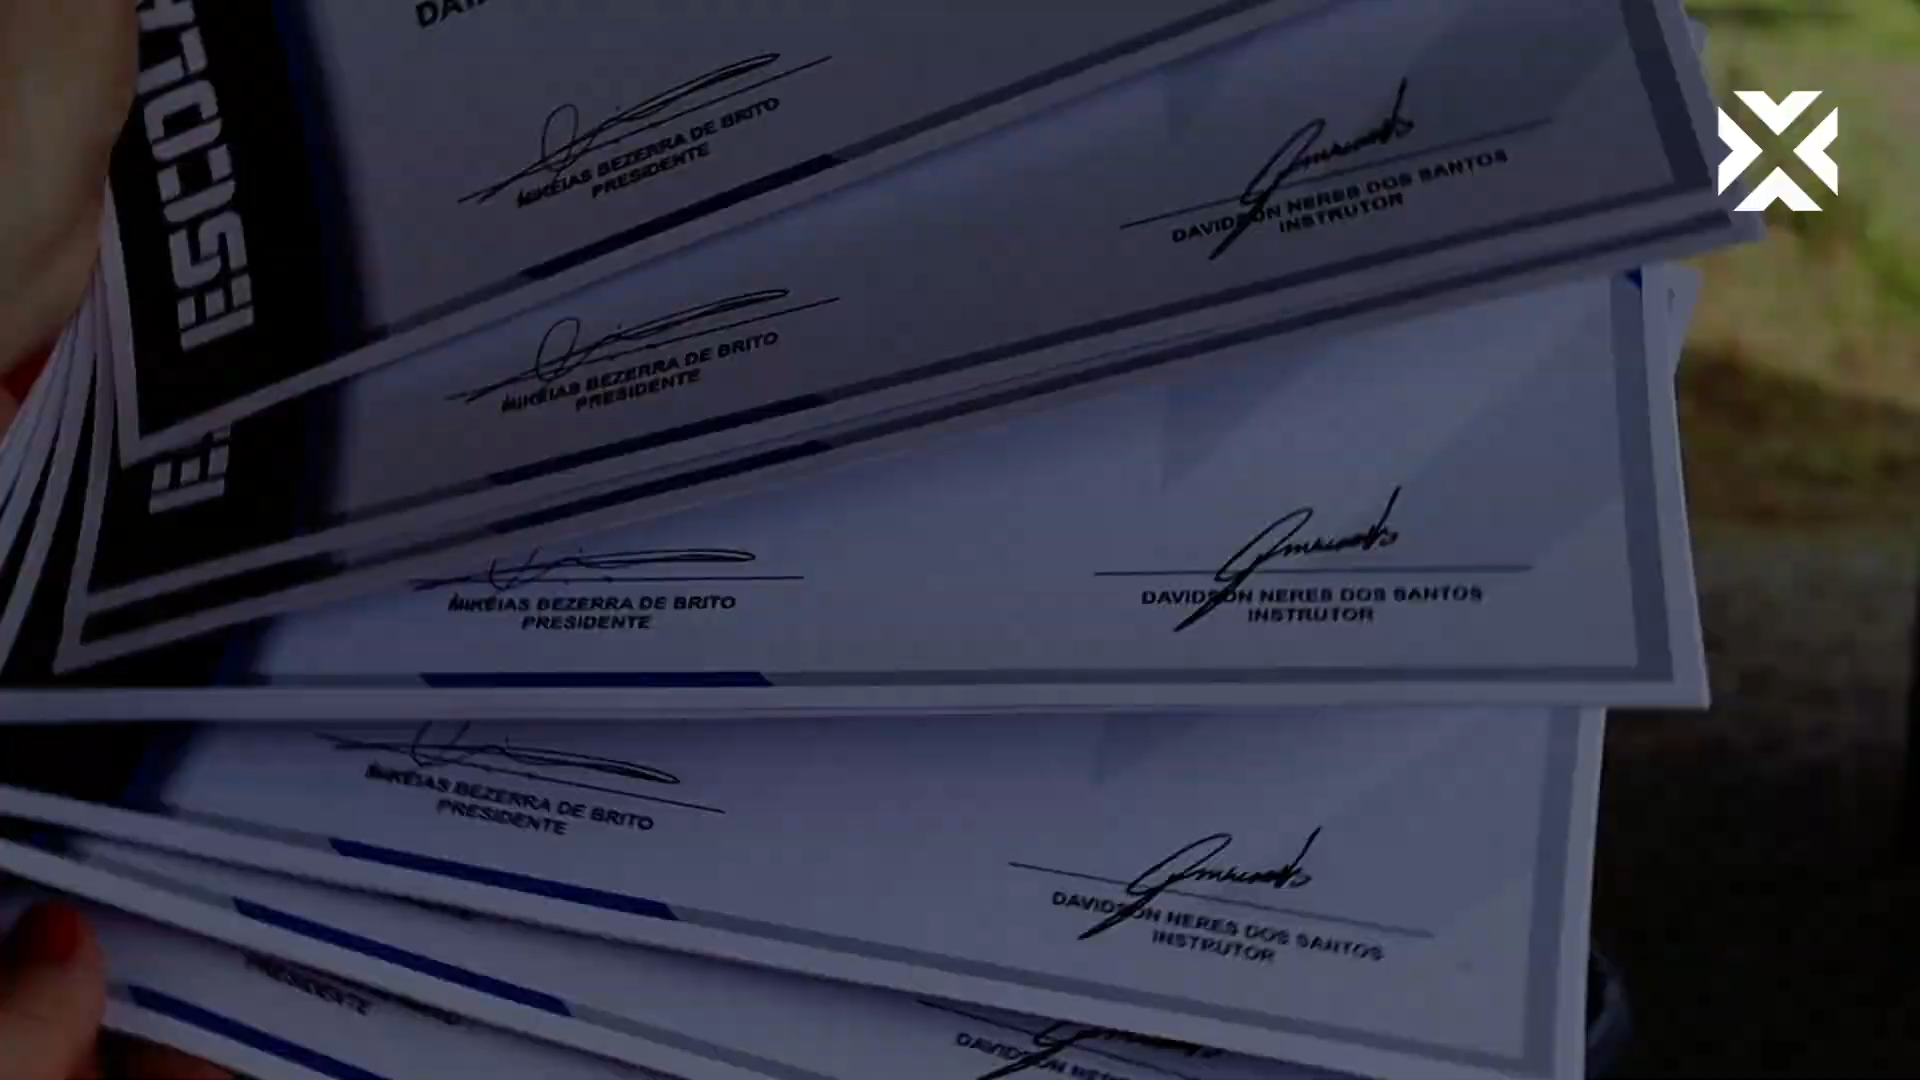 MIKÉIAS BEZERRA DE BRITO
PRESIDENTE
DAVIDSON NERES DOS SANTOS
INSTRUTOR
MIKÉIAS BEZERRA DE BRITO
PRESIDENTE
MIKÉIAS BEZERRA DE BRITO
PRESIDENTE
DAVIDSON NERES DOS SANTOS
INSTRUTOR
MIKÉIAS BEZERRA DE BRITO
PRESIDENTE
DAVIDSON NERES DOS SANTOS
INSTRUTOR
PRESIDENTE